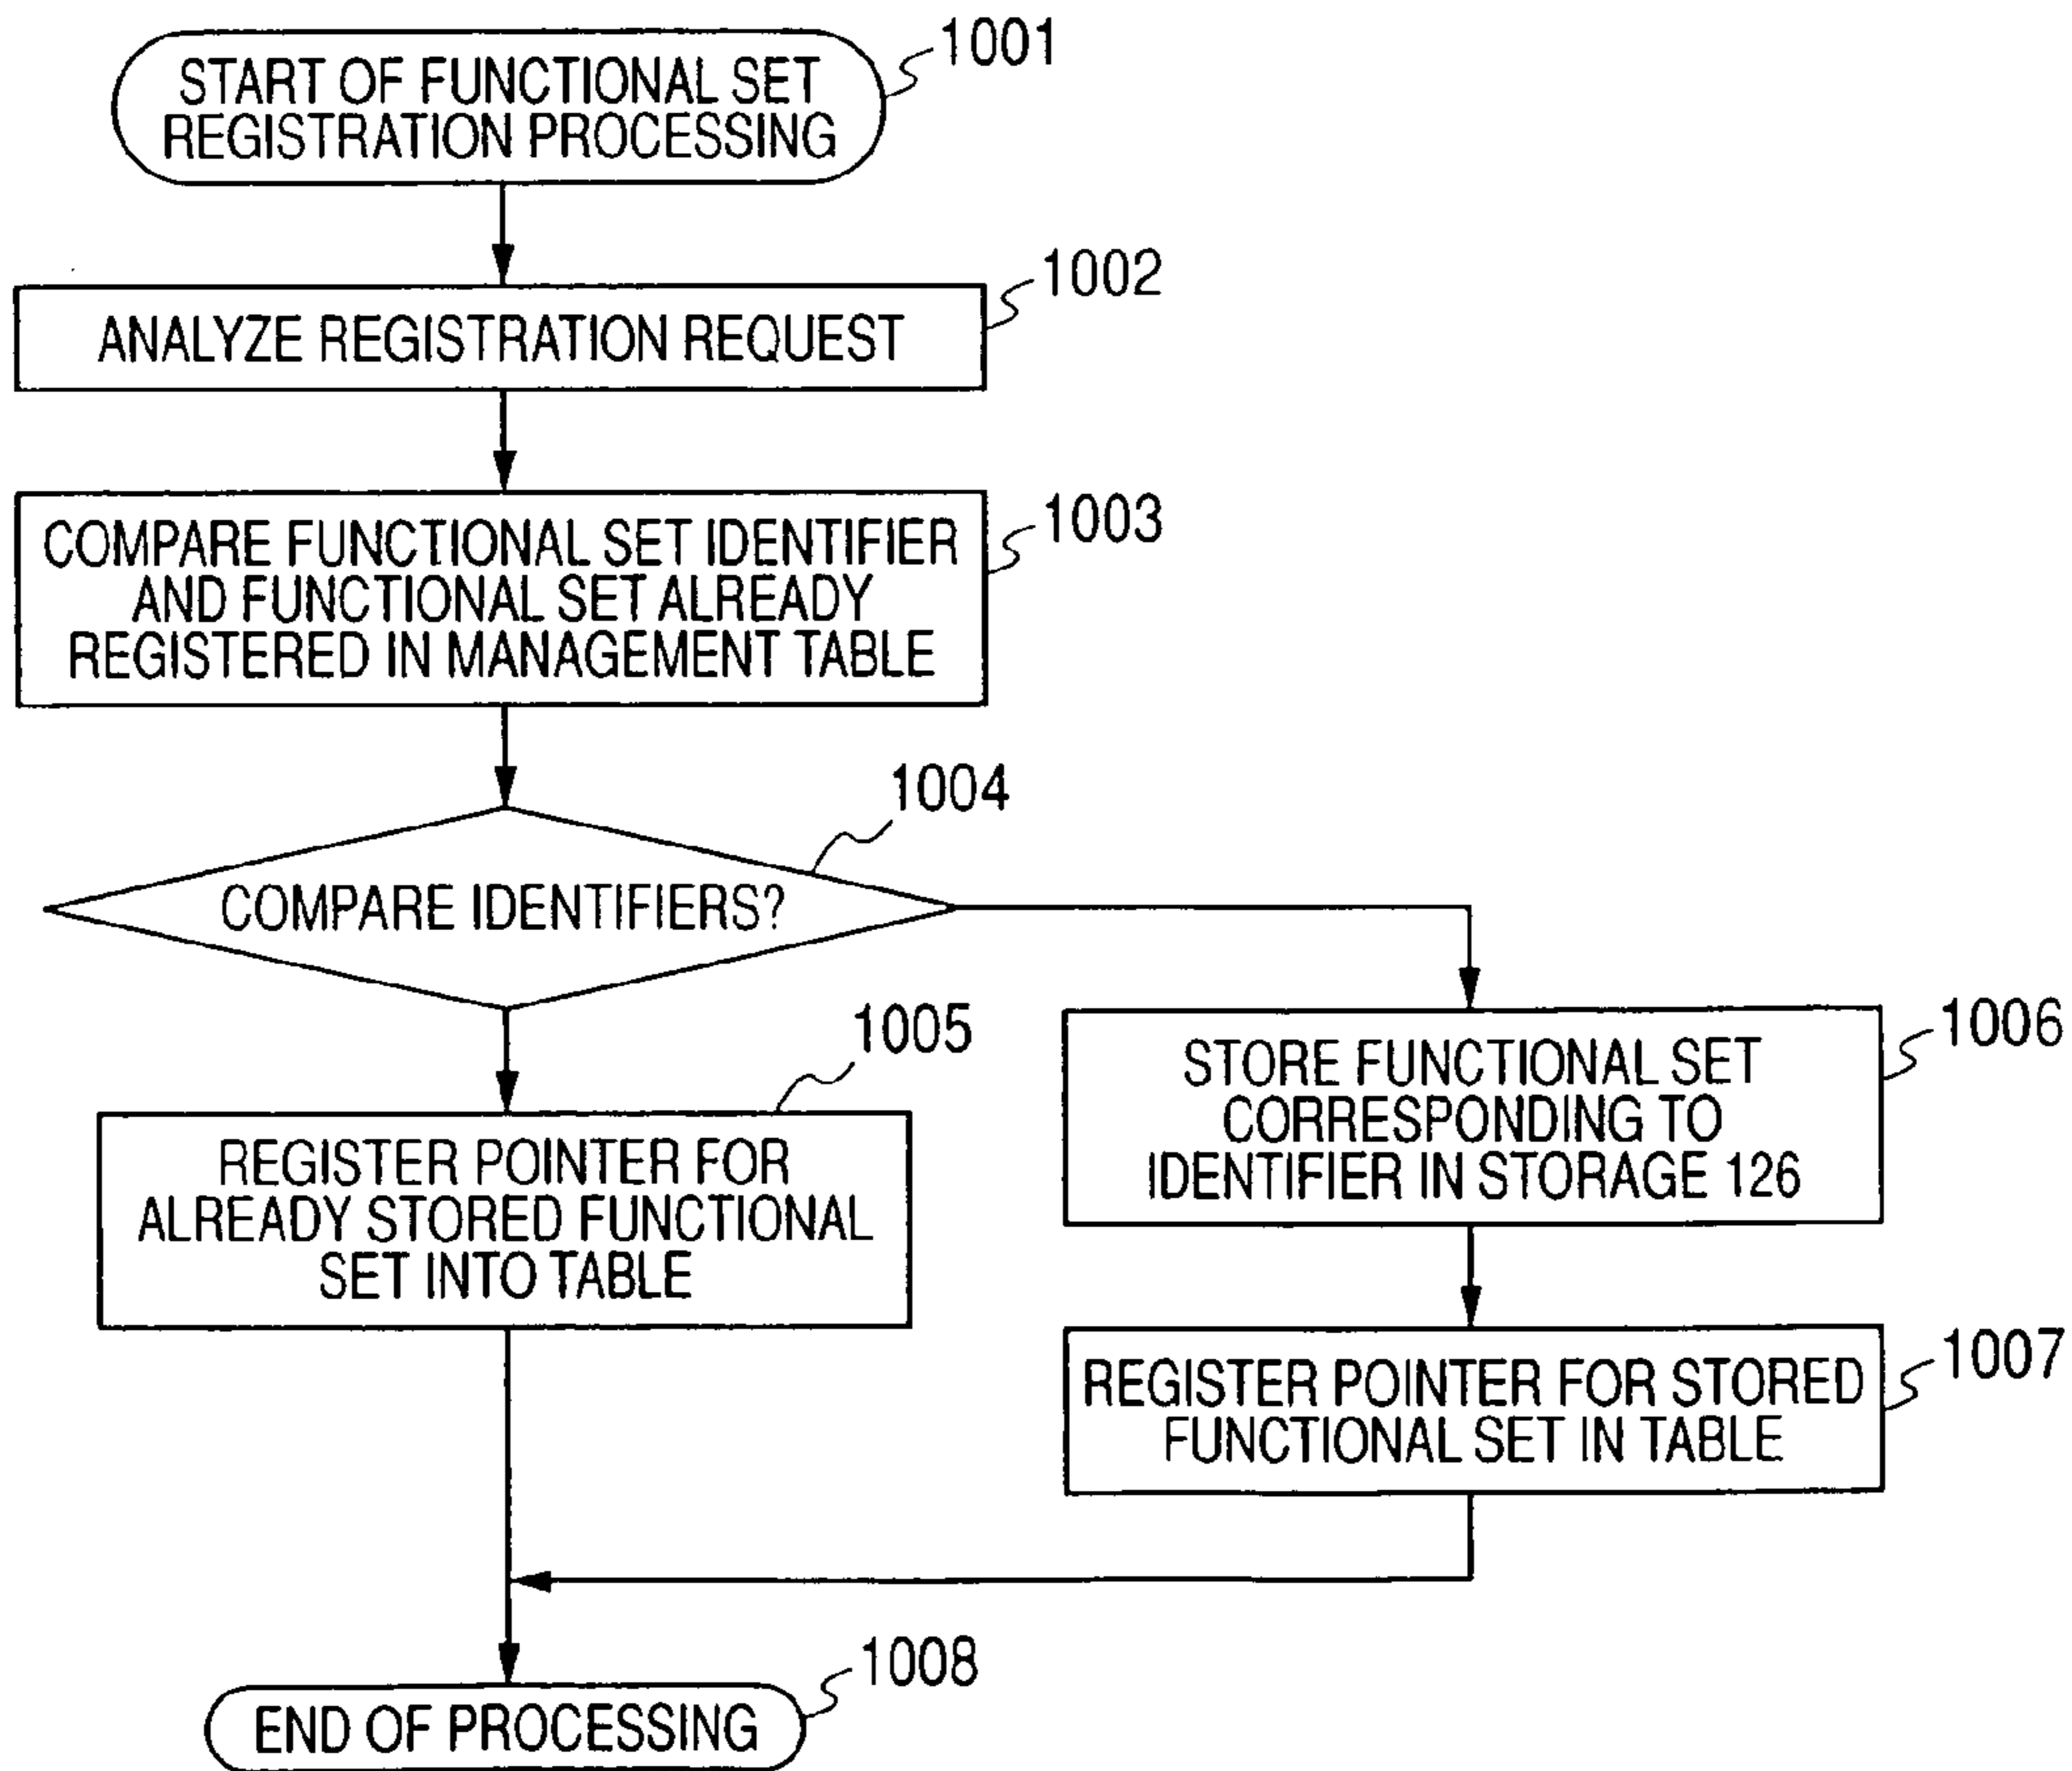 1001
START OF FUNCTIONAL SET
REGISTRATION PROCESSING
1002
ANALYZE REGISTRATION REQUEST
1003
COMPARE FUNCTIONAL SET IDENTIFIER
AND FUNCTIONAL SET ALREADY
REGISTERED IN MANAGEMENT TABLE
1004
COMPARE IDENTIFIERS?
1005
REGISTER POINTER FOR
ALREADY STORED FUNCTIONAL
SET INTO TABLE
1006
STORE FUNCTIONAL SET
CORRESPONDING TO
IDENTIFIER IN STORAGE 126
1007
REGISTER POINTER FOR STORED
FUNCTIONAL SET IN TABLE
1008
END OF PROCESSING